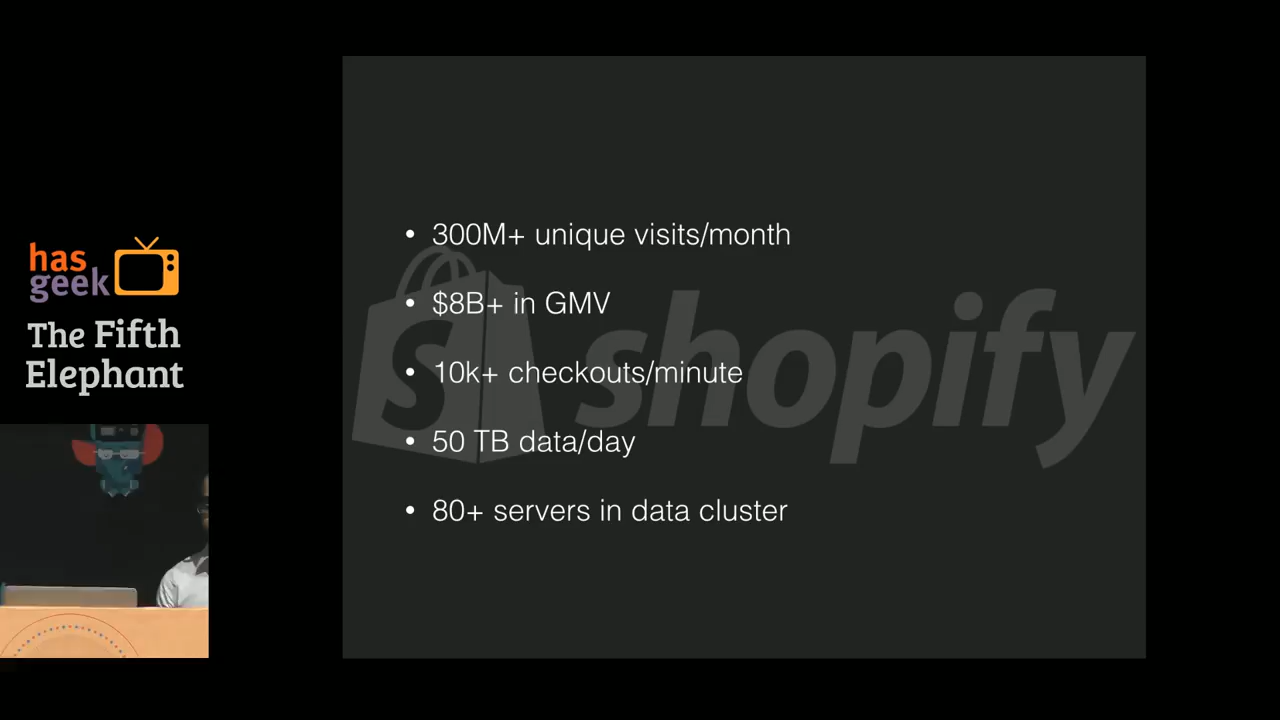 has
geek
The Fifth
Elephant
• 300M+ unique visits/month
• $8B+ in GMV
• 10k+ checkouts/minute
• 50 TB data/day
• 80+ servers in data cluster
shopify